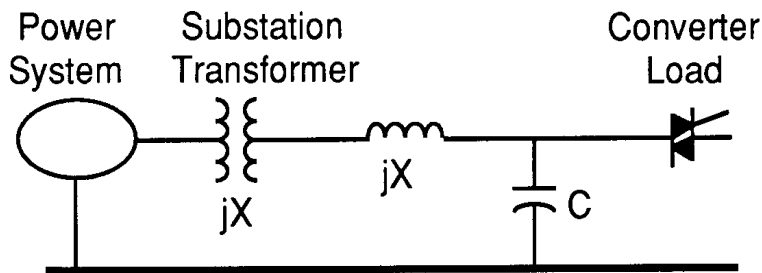 Power
System
Substation
Transformer
Converter
Load
jX
jX
C